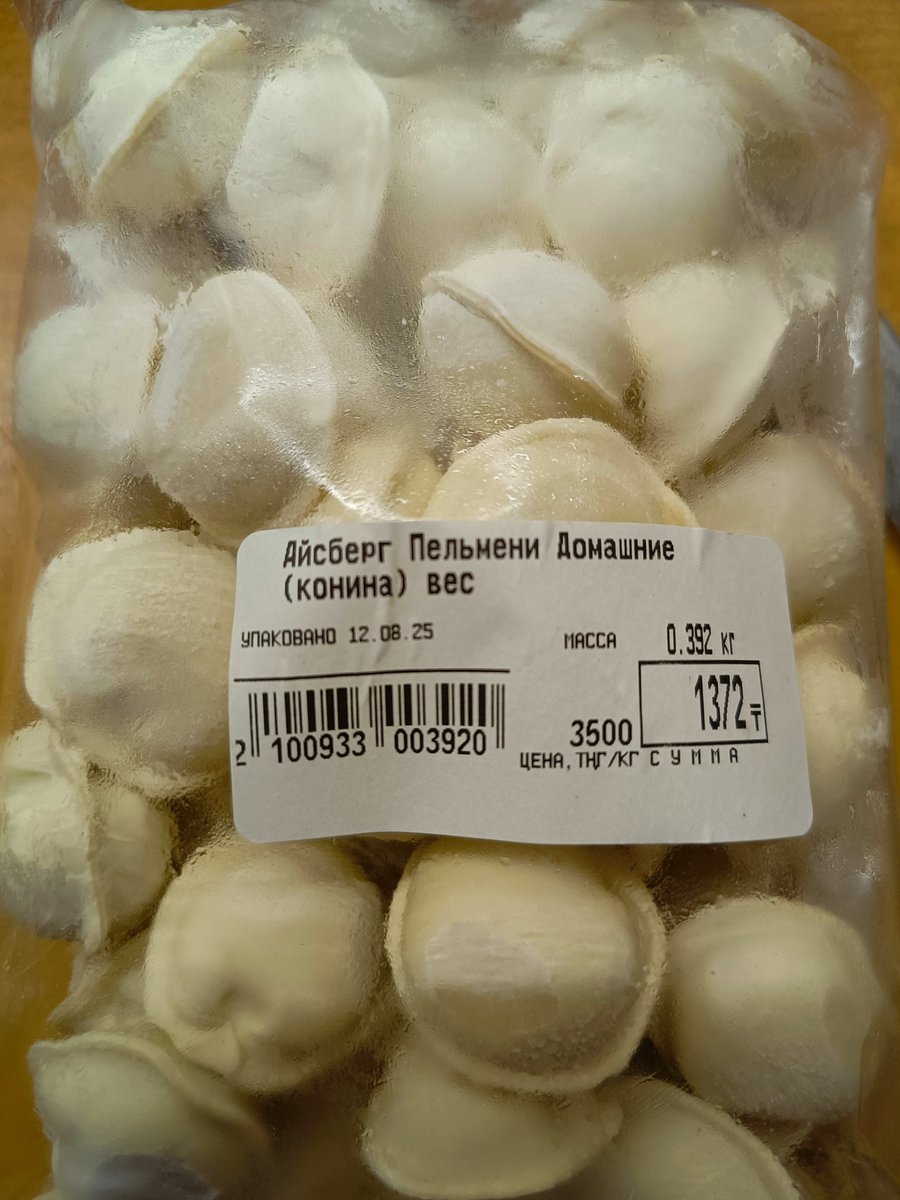 Айсберг Пельмени Домашние
(конина) вес
УПАКОВАНО 12.08.25
МАССА 0.392 кг
1372₸
3500
2 100933 003920
ЦЕНА,ТНГ/КГ СУММА